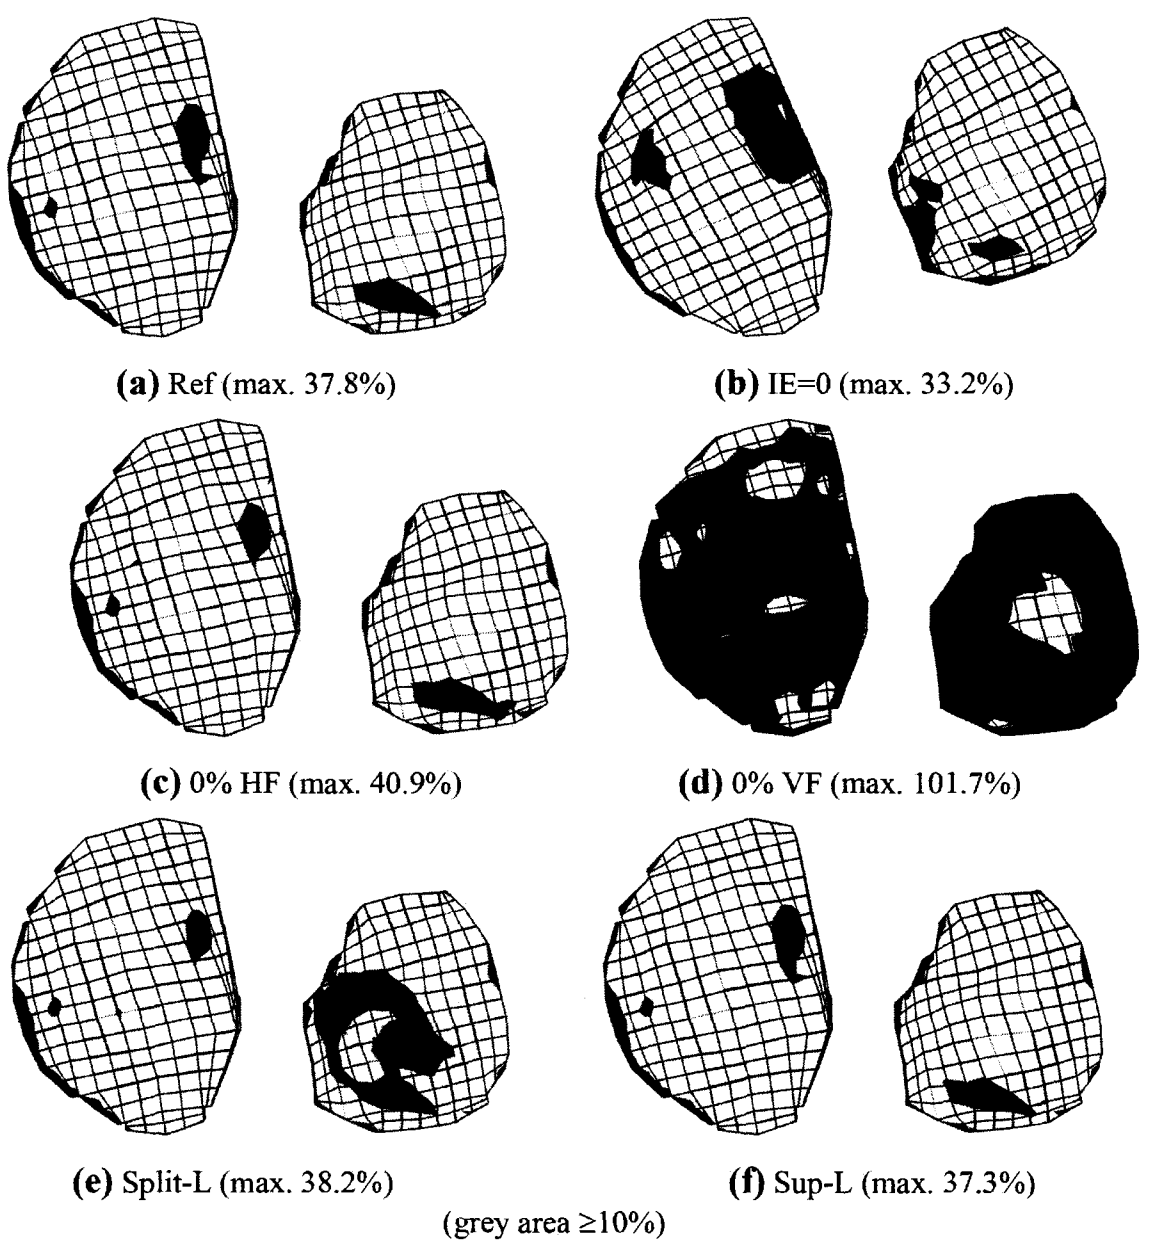 (a) Ref (max. 37.8%)
(b) IE=0 (max. 33.2%)
(c) 0% HF (max. 40.9%)
(d) 0% VF (max. 101.7%)
(e) Split-L (max. 38.2%)
(f) Sup-L (max. 37.3%)
(grey area ≥10%)